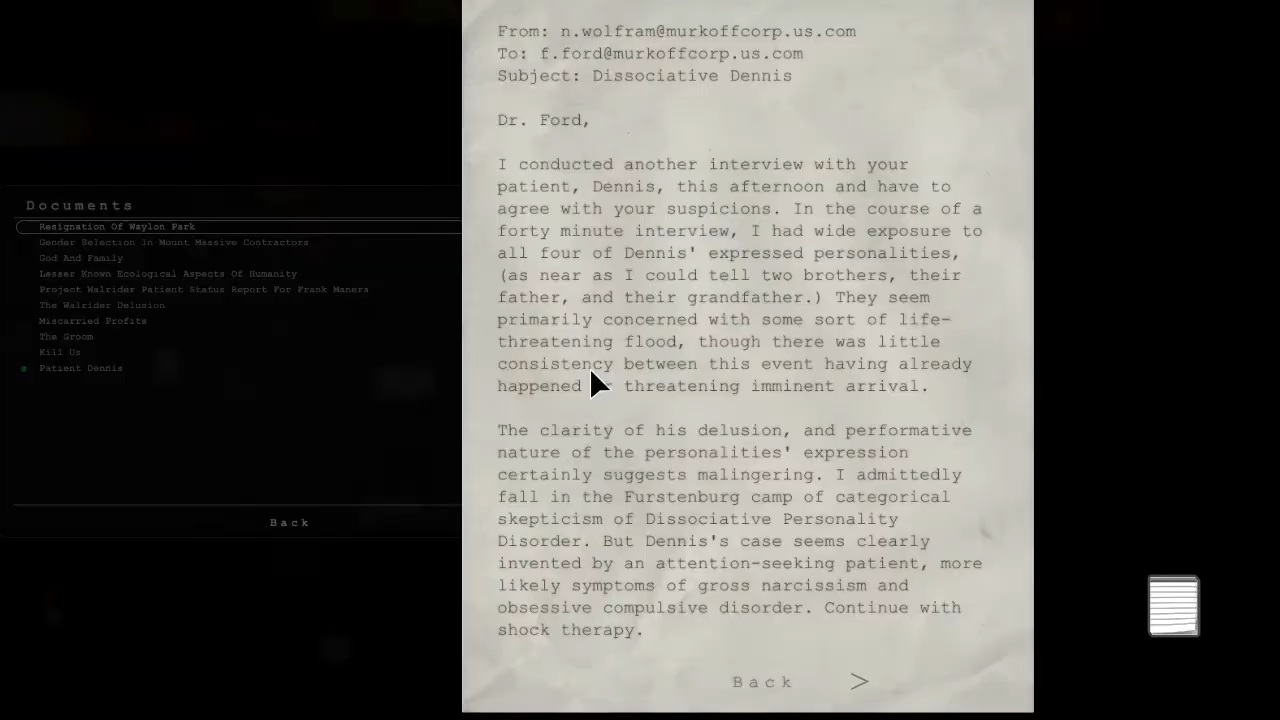 Documents
Resignation Of Waylon Park
Gender Selection In Mount Massive Contractors
God And Family
Lesser Known Ecological Aspects Of Humanity
Project Walrider Patient Status Report For Frank Maners
The Walrider Delusion
Miscarried Profits
The Groom
Kill Us
Patient Dennis
Back
From: n.wolfram@murkoffcorp.us.com
To: f.ford@murkoffcorp.us.com
Subject: Dissociative Dennis
Dr. Ford,
I conducted another interview with your
patient, Dennis, this afternoon and have to
agree with your suspicions. In the course of a
forty minute interview, I had wide exposure to
all four of Dennis' expressed personalities,
(as near as I could tell two brothers, their
father, and their grandfather.) They seem
primarily concerned with some sort of life-
threatening flood, though there was little
consistency between this event having already
happened threatening imminent arrival.
The clarity of his delusion, and performative
nature of the personalities' expression
certainly suggests malingering. I admittedly
fall in the Furstenburg camp of categorical
skepticism of Dissociative Personality
Disorder. But Dennis's case seems clearly
invented by an attention-seeking patient, more
likely symptoms of gross narcissism and
obsessive compulsive disorder. Continue with
shock therapy.
Back >